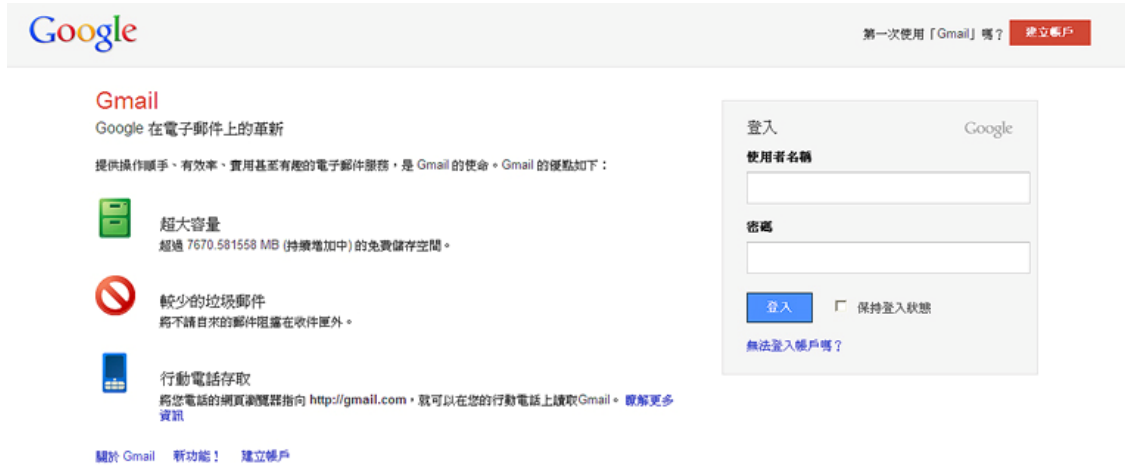 Google
第一次使用「Gmail」嗎？ 建立帳戶
Gmail
Google 在電子郵件上的革新
提供操作順手、有效率、實用甚至有趣的電子郵件服務，是 Gmail 的使命。Gmail 的優點如下：
超大容量
超過 7670.581558 MB (持續增加中) 的免費儲存空間。
較少的垃圾郵件
將不請自來的郵件阻擋在收件匣外。
行動電話存取
將您電話的網頁瀏覽器指向 http://gmail.com，就可以在您的行動電話上讀取Gmail。 瞭解更多
資訊
關於 Gmail 新功能！ 建立帳戶
登入 Google
使用者名稱
密碼
登入 保持登入狀態
無法登入帳戶嗎？